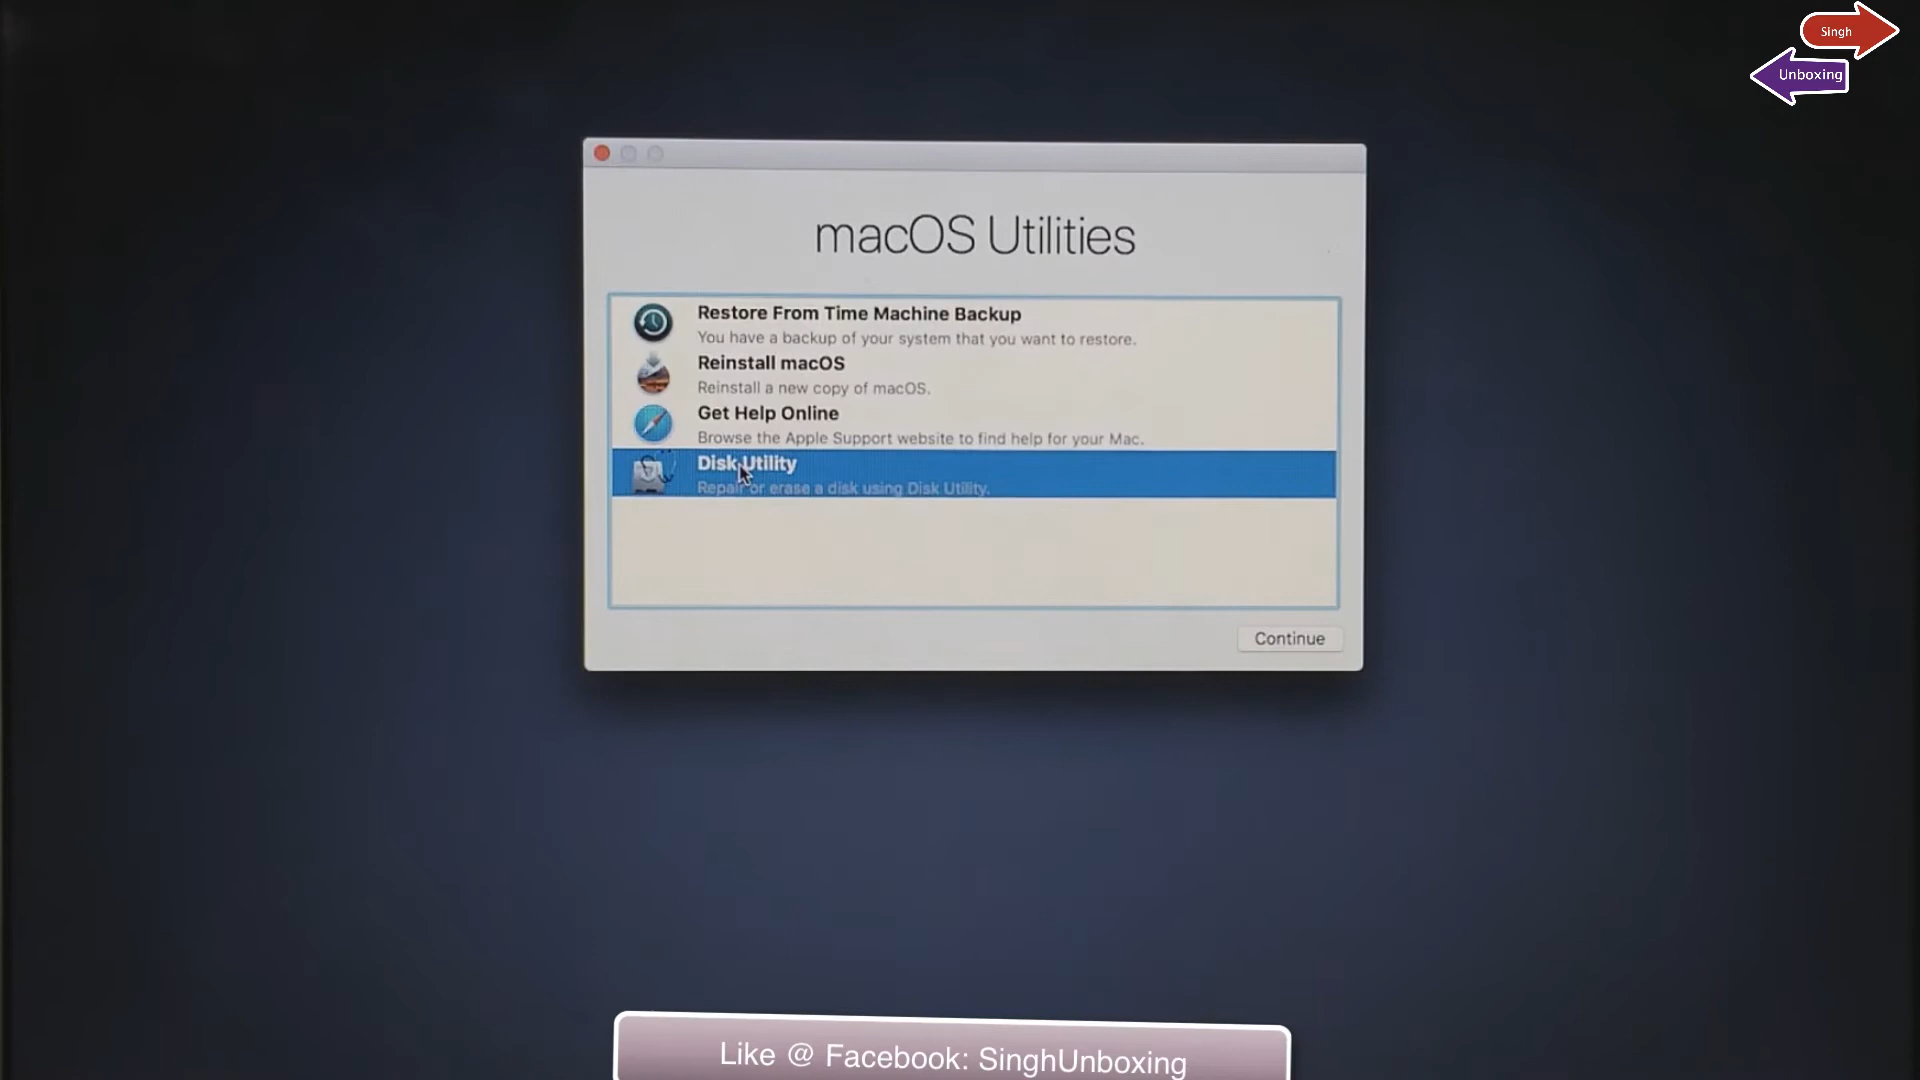 Singh
Unboxing
macOS Utilities
Restore From Time Machine Backup
You have a backup of your system that you want to restore.
Reinstall macOS
Reinstall a new copy of macOS.
Get Help Online
Browse the Apple Support website to find help for your Mac.
Disk Utility
Repair or erase a disk using Disk Utility.
Continue
Like @ Facebook: SinghUnboxing